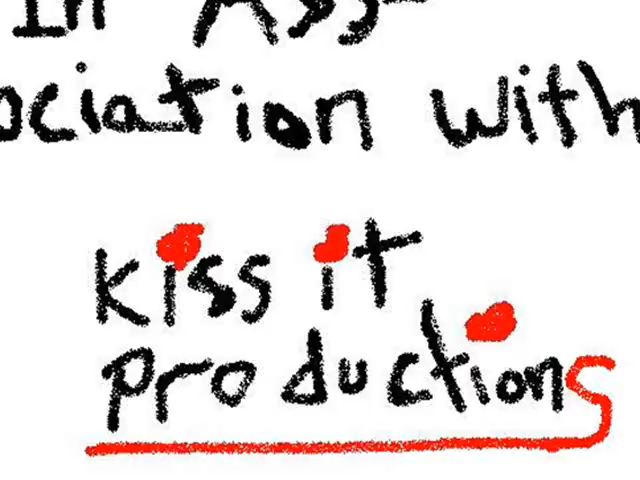 In Ass-
ociation with
kiss it
productions